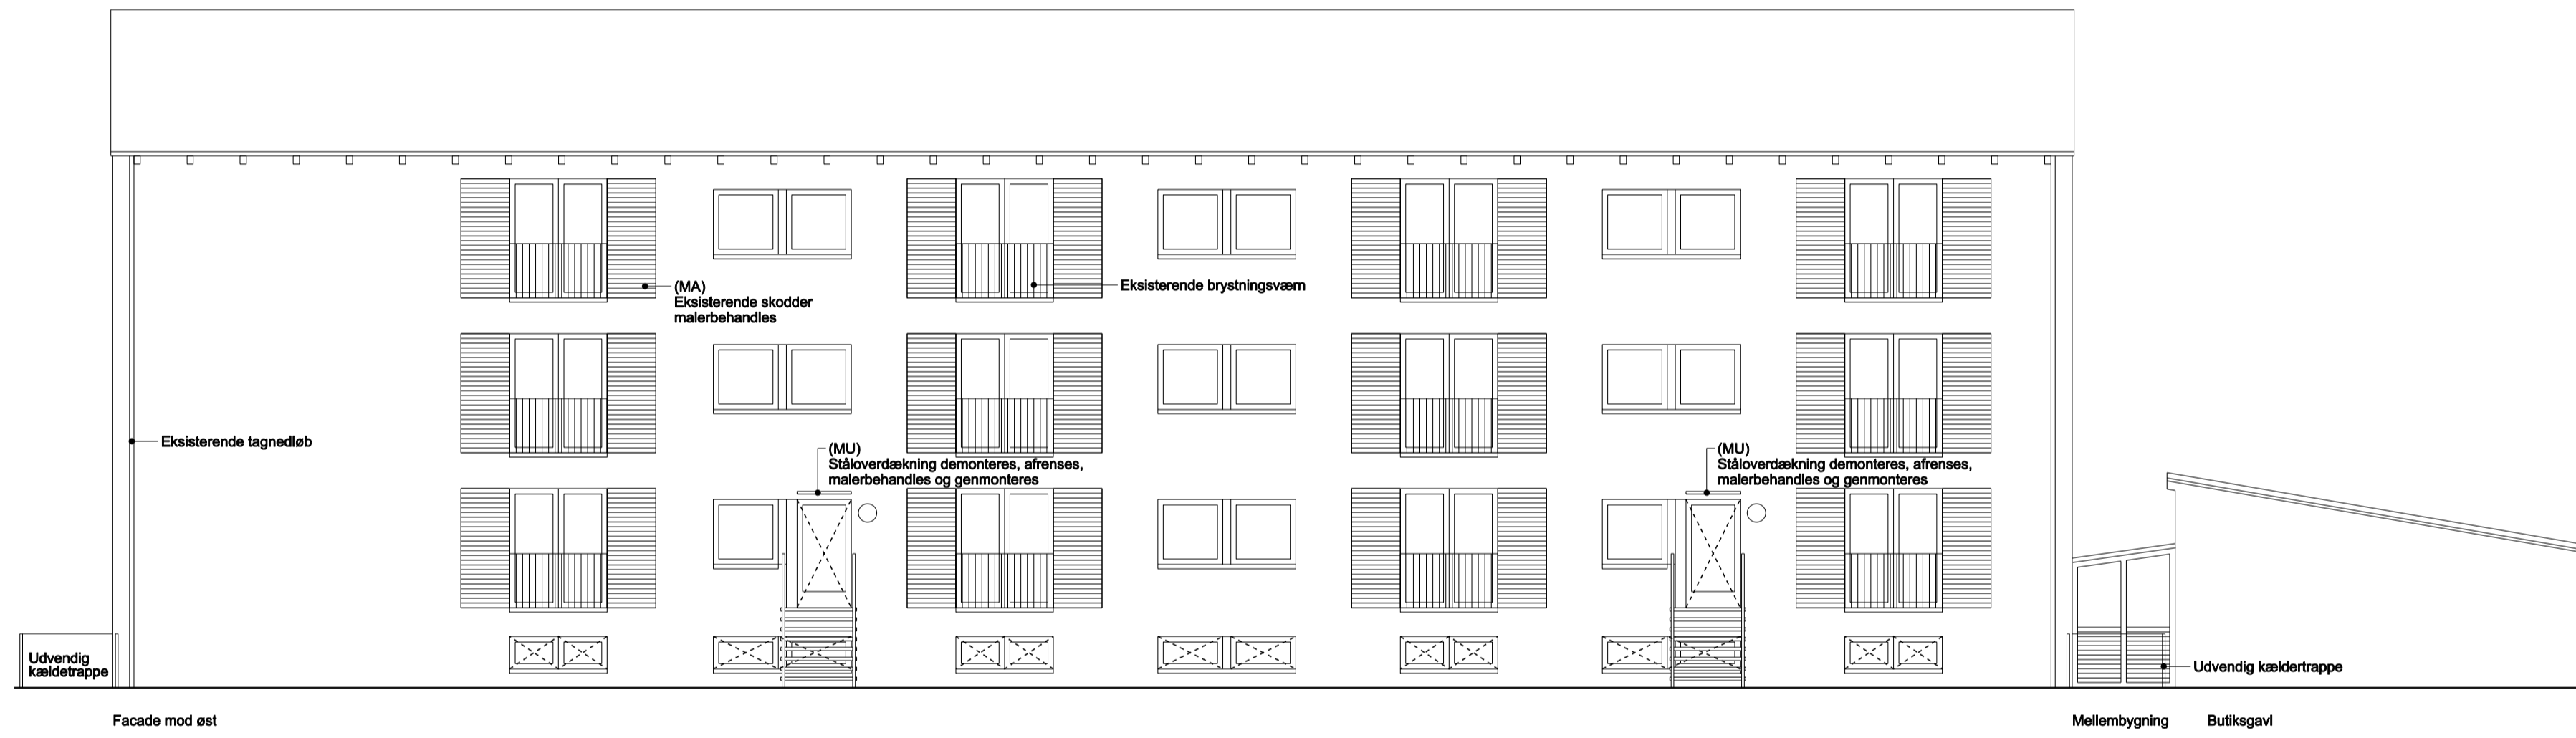 (MA)
Eksisterende skodder
malerbehandles
Eksisterende brystningsværn
Eksisterende tagnedløb
(MU)
Ståloverdækning demonteres, afrenses,
malerbehandles og genmonteres
(MU)
Ståloverdækning demonteres, afrenses,
malerbehandles og genmonteres
Udvendig
kældetrappe
Udvendig kældertrappe
Facade mod øst
Mellembygning
Butiksgavl